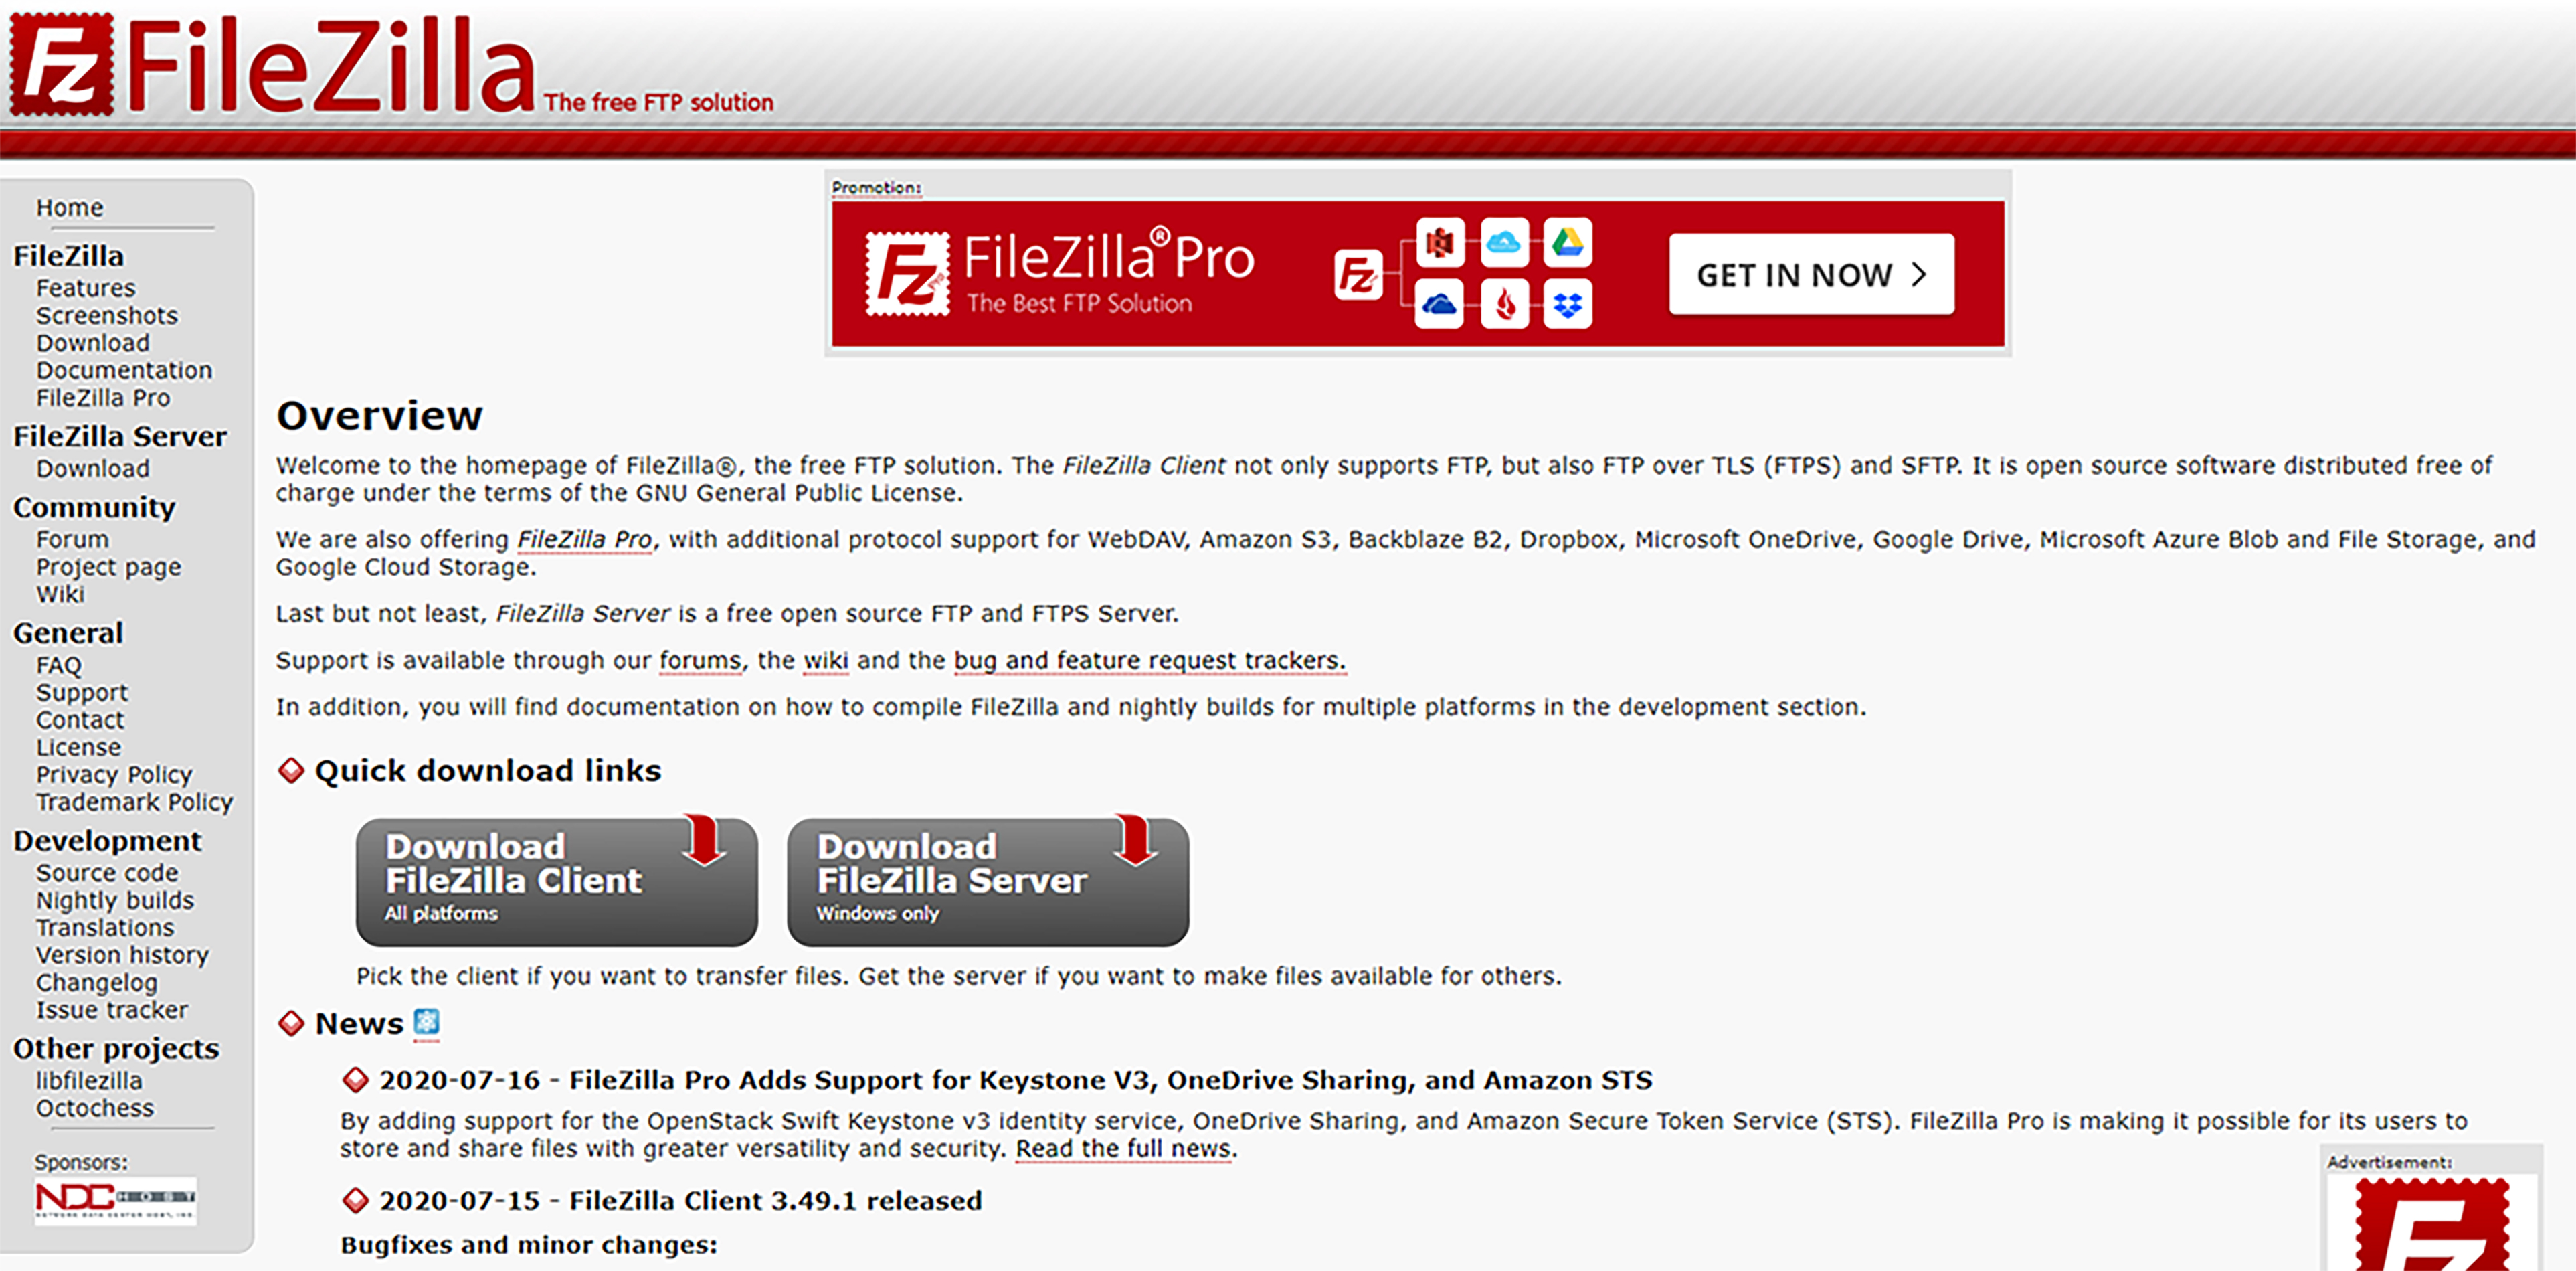 FileZilla The free FTP solution
Home
FileZilla
Features
Screenshots
Download
Documentation
FileZilla Pro
FileZilla Server
Download
Community
Forum
Project page
Wiki
General
FAQ
Support
Contact
License
Privacy Policy
Trademark Policy
Development
Source code
Nightly builds
Translations
Version history
Changelog
Issue tracker
Other projects
libfilezilla
Octochess
Sponsors:
NDC HOST
Promotion:
FileZilla® Pro
The Best FTP Solution
GET IN NOW
Overview
Welcome to the homepage of FileZilla®, the free FTP solution. The FileZilla Client not only supports FTP, but also FTP over TLS (FTPS) and SFTP. It is open source software distributed free of
charge under the terms of the GNU General Public License.
We are also offering FileZilla Pro, with additional protocol support for WebDAV, Amazon S3, Backblaze B2, Dropbox, Microsoft OneDrive, Google Drive, Microsoft Azure Blob and File Storage, and
Google Cloud Storage.
Last but not least, FileZilla Server is a free open source FTP and FTPS Server.
Support is available through our forums, the wiki and the bug and feature request trackers.
In addition, you will find documentation on how to compile FileZilla and nightly builds for multiple platforms in the development section.
Quick download links
Download
FileZilla Client
All platforms
Download
FileZilla Server
Windows only
Pick the client if you want to transfer files. Get the server if you want to make files available for others.
News
2020-07-16 - FileZilla Pro Adds Support for Keystone V3, OneDrive Sharing, and Amazon STS
By adding support for the OpenStack Swift Keystone v3 identity service, OneDrive Sharing, and Amazon Secure Token Service (STS). FileZilla Pro is making it possible for its users to
store and share files with greater versatility and security. Read the full news.
2020-07-15 - FileZilla Client 3.49.1 released
Bugfixes and minor changes:
Advertisement:
Fz